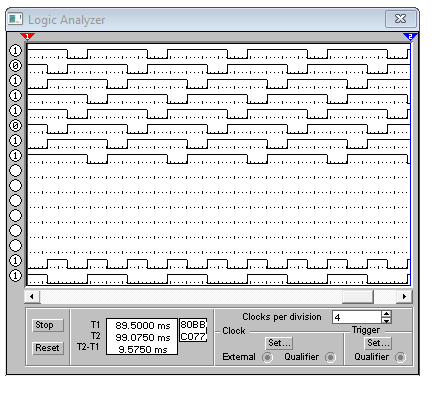 Logic Analyzer
1 2
1
0
1
1
1
0
1
1
1
1
Clocks per division 4
Stop T1 89.5000 ms 80BB
Clock Trigger
T2 99.0750 ms C077
Set... Set...
Reset T2-T1 9.5750 ms
External Qualifier Qualifier